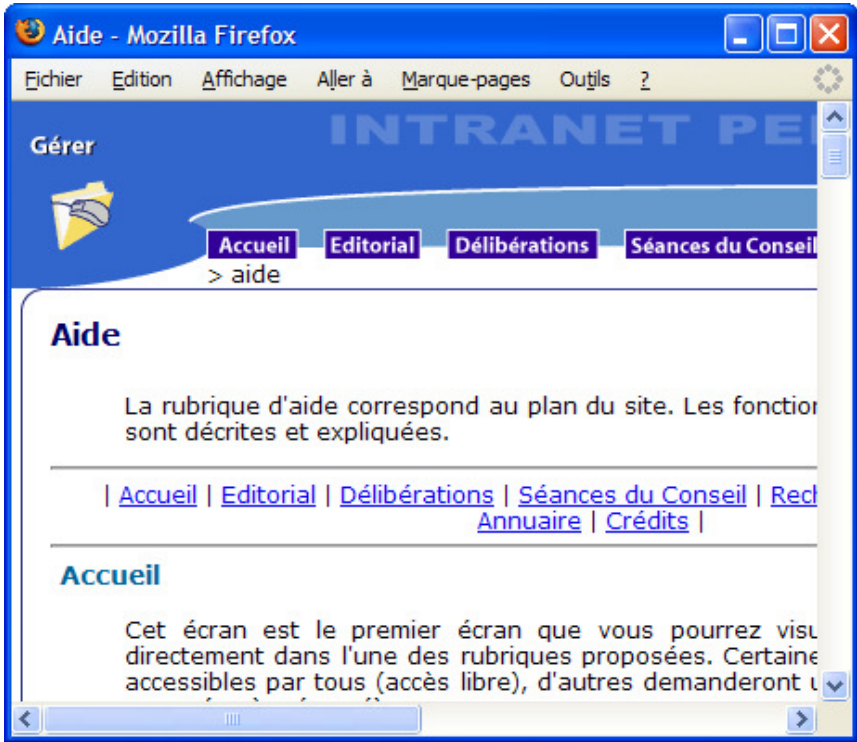 Aide - Mozilla Firefox
Fichier Edition Affichage Aller à Marque-pages Outils ?
INTRANET PE
Gérer
Accueil Editorial Délibérations Séances du Conseil
> aide
Aide
La rubrique d'aide correspond au plan du site. Les fonction
sont décrites et expliquées.
| Accueil | Editorial | Délibérations | Séances du Conseil | Rech
Annuaire | Crédits |
Accueil
Cet écran est le premier écran que vous pourrez visu
directement dans l'une des rubriques proposées. Certaine
accessibles par tous (accès libre), d'autres demanderont